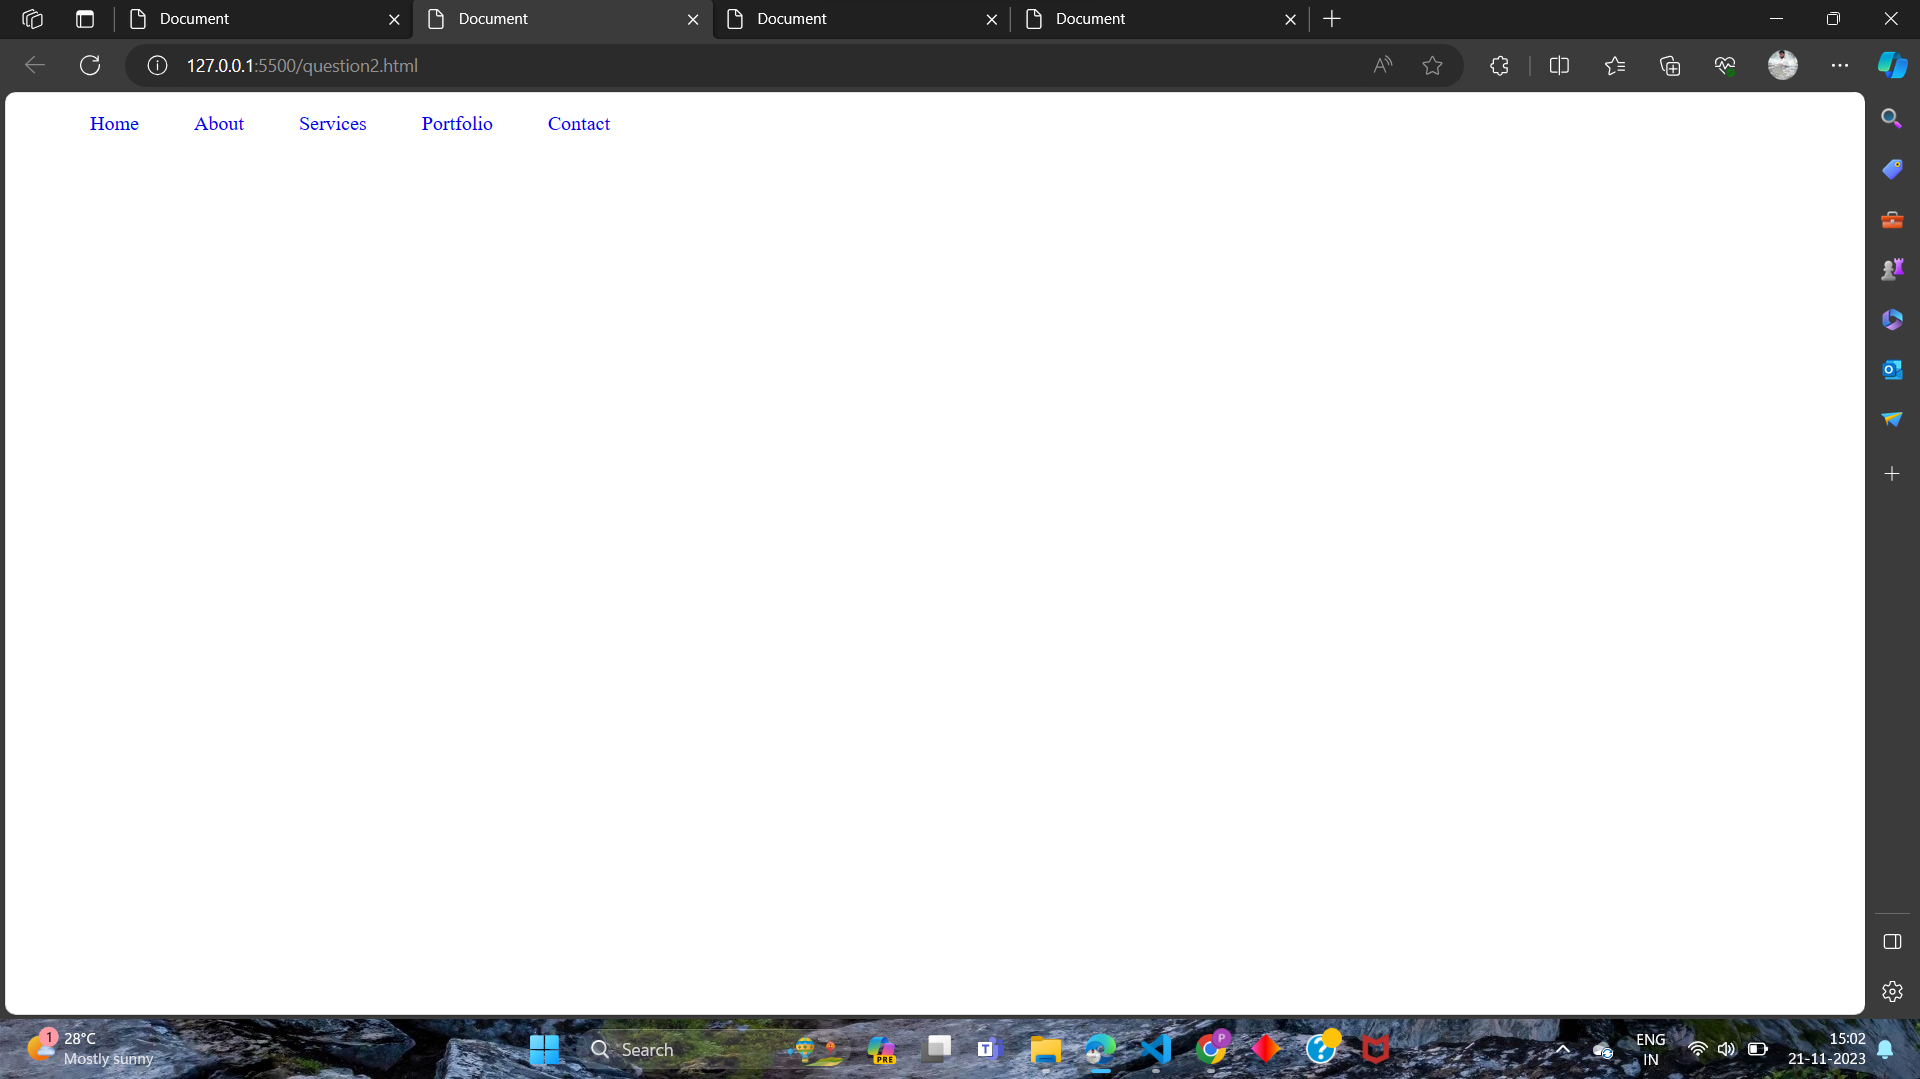 Document
Document
Document
Document
127.0.0.1:5500/question2.html
Home About Services Portfolio Contact
1
28°C
Mostly sunny
Search
PRE
T
P
ENG
IN
15:02
21-11-2023